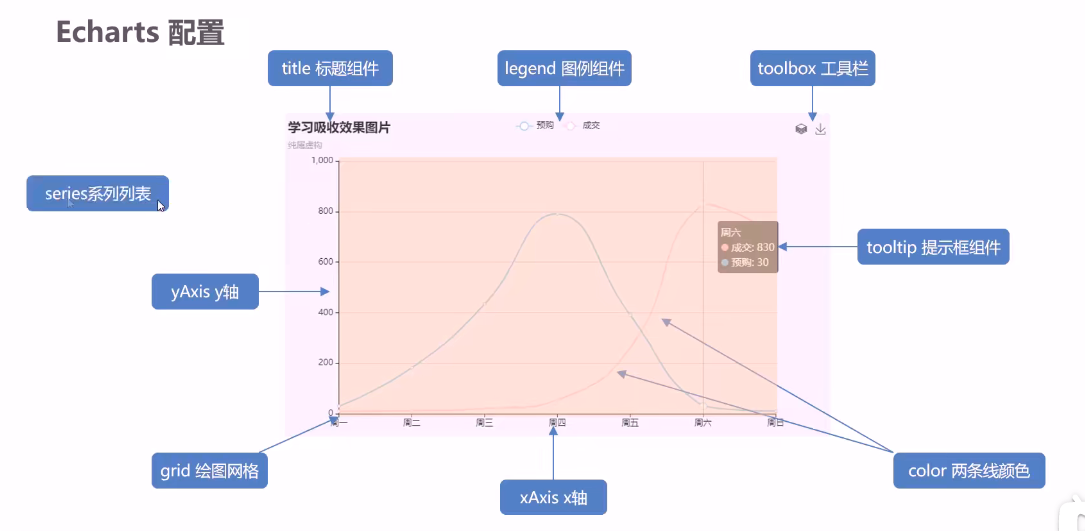 Echarts 配置
title 标题组件
legend 图例组件
toolbox 工具栏
学习吸收效果图片
预购
成交
纯属虚构
1,000
series系列列表
800
周六
成交: 830
预购: 30
tooltip 提示框组件
600
yAxis y轴
400
200
0
周一
周二
周三
周四
周五
周六
周日
grid 绘图网格
color 两条线颜色
xAxis x轴